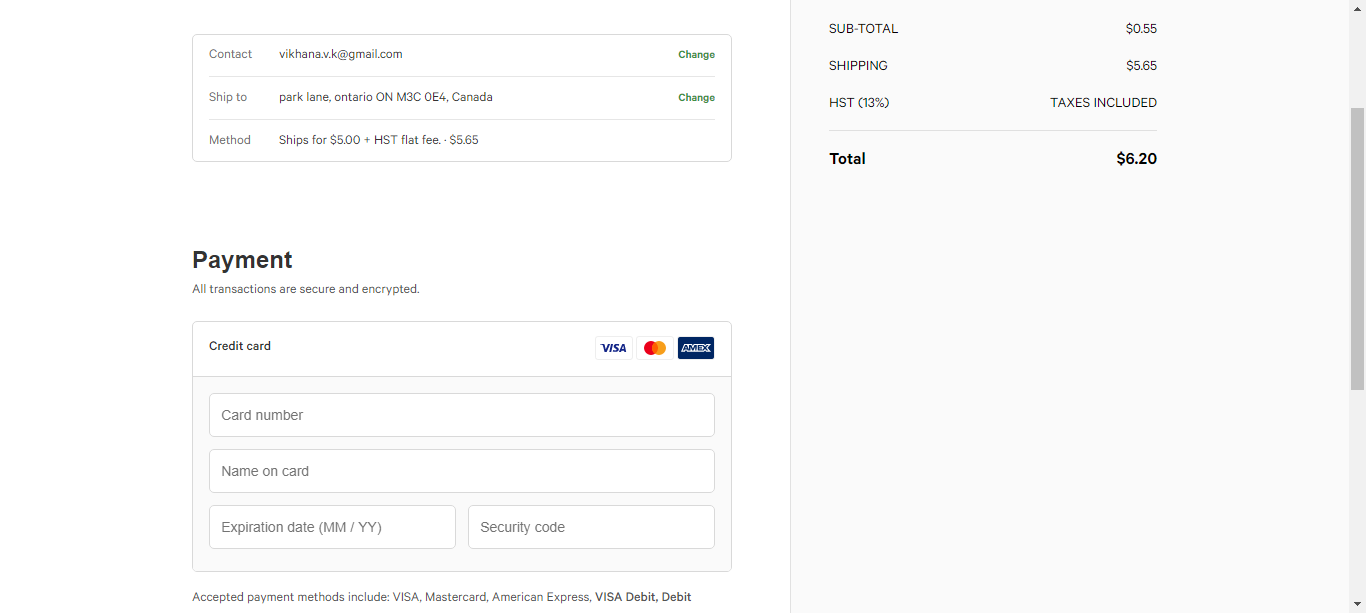 Contact vikhana.v.k@gmail.com Change
Ship to park lane, ontario ON M3C 0E4, Canada Change
Method Ships for $5.00 + HST flat fee. · $5.65
Payment
All transactions are secure and encrypted.
Credit card VISA AMEX
Card number
Name on card
Expiration date (MM / YY) Security code
Accepted payment methods include: VISA, Mastercard, American Express, VISA Debit, Debit
SUB-TOTAL $0.55
SHIPPING $5.65
HST (13%) TAXES INCLUDED
Total $6.20